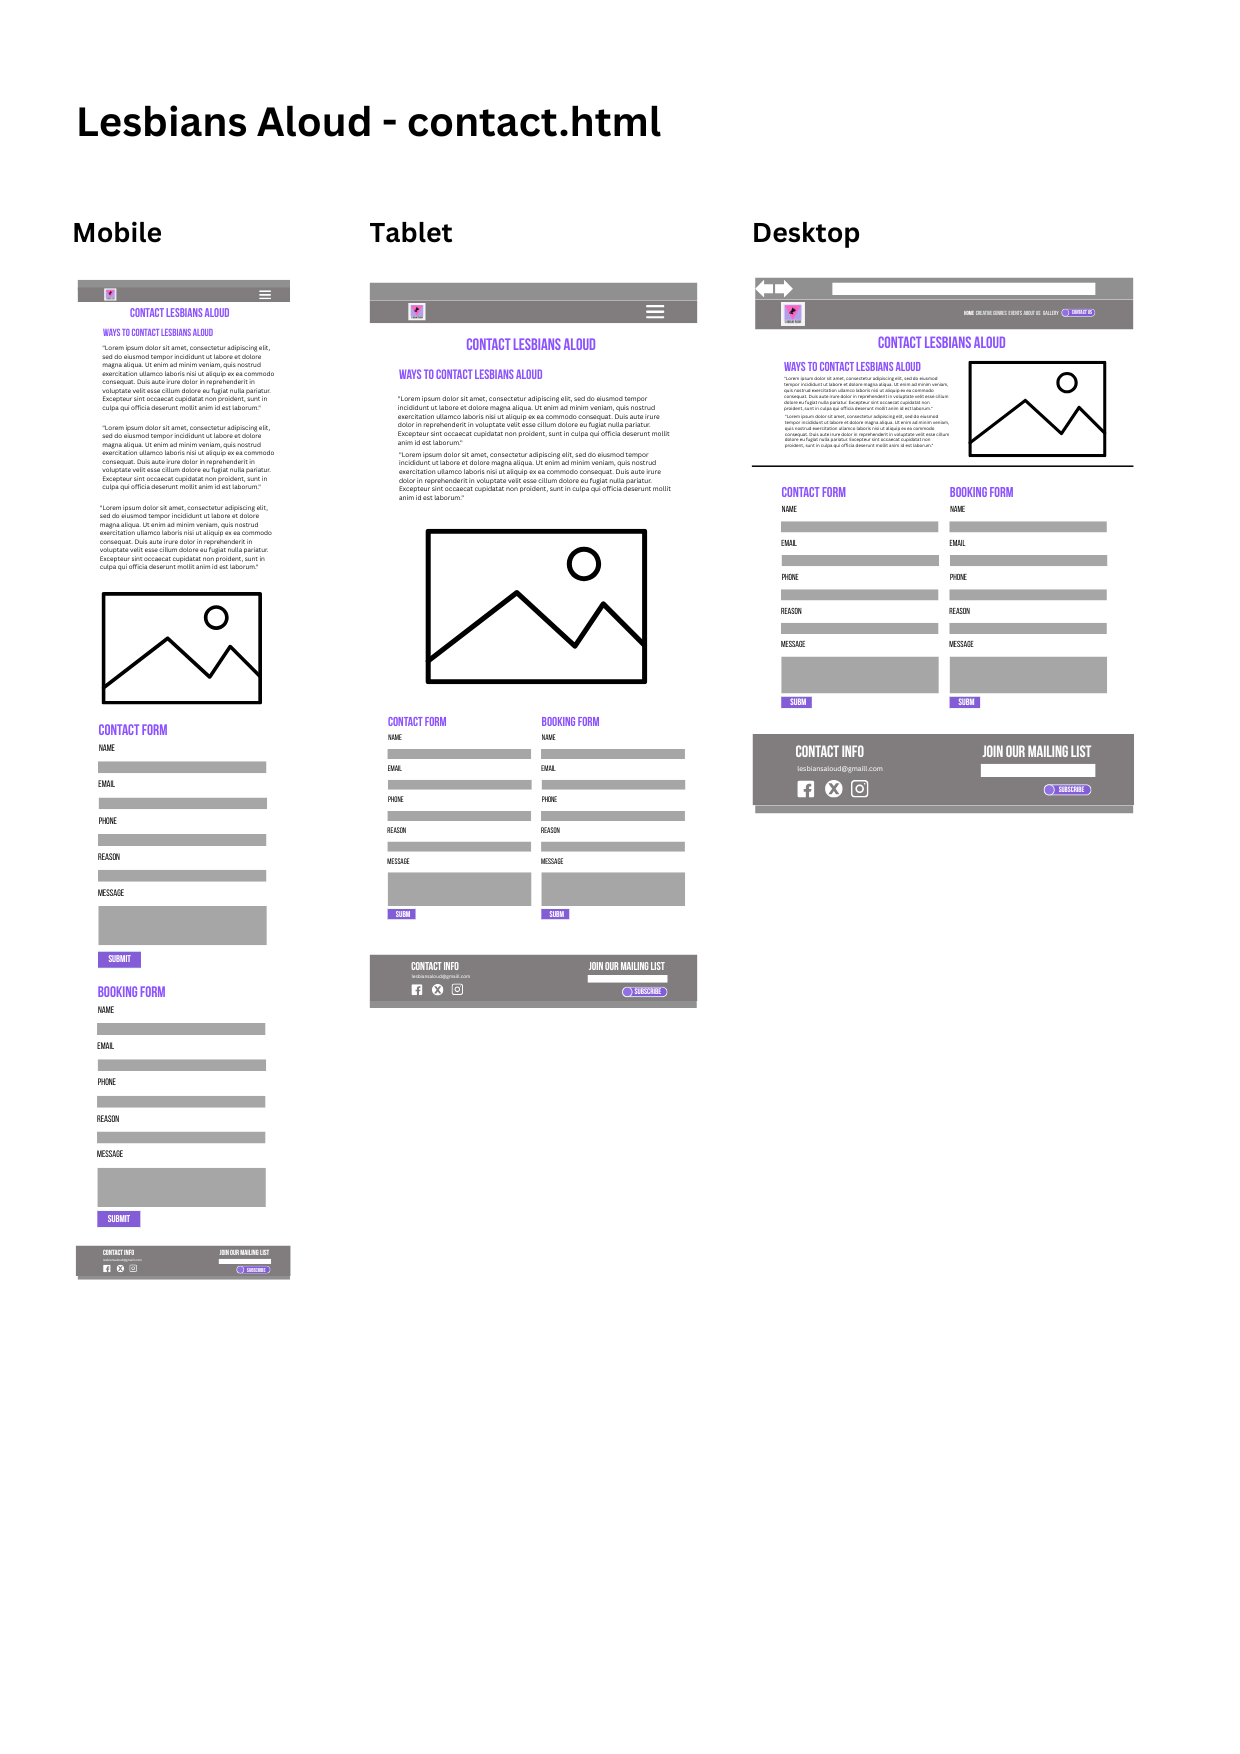 Lesbians Aloud - contact.html
Mobile
CONTACT LESBIANS ALOUD
WAYS TO CONTACT LESBIANS ALOUD
"Lorem ipsum dolor sit amet, consectetur adipiscing elit,
sed do eiusmod tempor incididunt ut labore et dolore
magna aliqua. Ut enim ad minim veniam, quis nostrud
exercitation ullamco laboris nisi ut aliquip ex ea commodo
consequat. Duis aute irure dolor in reprehenderit in
voluptate velit esse cillum dolore eu fugiat nulla pariatur.
Excepteur sint occaecat cupidatat non proident, sunt in
culpa qui officia deserunt mollit anim id est laborum."
"Lorem ipsum dolor sit amet, consectetur adipiscing elit,
sed do eiusmod tempor incididunt ut labore et dolore
magna aliqua. Ut enim ad minim veniam, quis nostrud
exercitation ullamco laboris nisi ut aliquip ex ea commodo
consequat. Duis aute irure dolor in reprehenderit in
voluptate velit esse cillum dolore eu fugiat nulla pariatur.
Excepteur sint occaecat cupidatat non proident, sunt in
culpa qui officia deserunt mollit anim id est laborum."
"Lorem ipsum dolor sit amet, consectetur adipiscing elit,
sed do eiusmod tempor incididunt ut labore et dolore
magna aliqua. Ut enim ad minim veniam, quis nostrud
exercitation ullamco laboris nisi ut aliquip ex ea commodo
consequat. Duis aute irure dolor in reprehenderit in
voluptate velit esse cillum dolore eu fugiat nulla pariatur.
Excepteur sint occaecat cupidatat non proident, sunt in
culpa qui officia deserunt mollit anim id est laborum."
CONTACT FORM
NAME
EMAIL
PHONE
REASON
MESSAGE
SUBMIT
BOOKING FORM
NAME
EMAIL
PHONE
REASON
MESSAGE
SUBMIT
CONTACT INFO
lesbiansaloud@gmaill.com
JOIN OUR MAILING LIST
SUBSCRIBE
Tablet
CONTACT LESBIANS ALOUD
WAYS TO CONTACT LESBIANS ALOUD
"Lorem ipsum dolor sit amet, consectetur adipiscing elit, sed do eiusmod tempor
incididunt ut labore et dolore magna aliqua. Ut enim ad minim veniam, quis nostrud
exercitation ullamco laboris nisi ut aliquip ex ea commodo consequat. Duis aute irure
dolor in reprehenderit in voluptate velit esse cillum dolore eu fugiat nulla pariatur.
Excepteur sint occaecat cupidatat non proident, sunt in culpa qui officia deserunt mollit
anim id est laborum."
"Lorem ipsum dolor sit amet, consectetur adipiscing elit, sed do eiusmod tempor
incididunt ut labore et dolore magna aliqua. Ut enim ad minim veniam, quis nostrud
exercitation ullamco laboris nisi ut aliquip ex ea commodo consequat. Duis aute irure
dolor in reprehenderit in voluptate velit esse cillum dolore eu fugiat nulla pariatur.
Excepteur sint occaecat cupidatat non proident, sunt in culpa qui officia deserunt mollit
anim id est laborum."
CONTACT FORM
NAME
EMAIL
PHONE
REASON
MESSAGE
SUBM
BOOKING FORM
NAME
EMAIL
PHONE
REASON
MESSAGE
SUBM
CONTACT INFO
lesbiansaloud@gmaill.com
JOIN OUR MAILING LIST
SUBSCRIBE
Desktop
HOME CREATIVE GENRES EVENTS ABOUT US GALLERY CONTACT US
CONTACT LESBIANS ALOUD
WAYS TO CONTACT LESBIANS ALOUD
"Lorem ipsum dolor sit amet, consectetur adipiscing elit, sed do eiusmod
tempor incididunt ut labore et dolore magna aliqua. Ut enim ad minim veniam,
quis nostrud exercitation ullamco laboris nisi ut aliquip ex ea commodo
consequat. Duis aute irure dolor in reprehenderit in voluptate velit esse cillum
dolore eu fugiat nulla pariatur. Excepteur sint occaecat cupidatat non
proident, sunt in culpa qui officia deserunt mollit anim id est laborum."
"Lorem ipsum dolor sit amet, consectetur adipiscing elit, sed do eiusmod
tempor incididunt ut labore et dolore magna aliqua. Ut enim ad minim veniam,
quis nostrud exercitation ullamco laboris nisi ut aliquip ex ea commodo
consequat. Duis aute irure dolor in reprehenderit in voluptate velit esse cillum
dolore eu fugiat nulla pariatur. Excepteur sint occaecat cupidatat non
proident, sunt in culpa qui officia deserunt mollit anim id est laborum."
CONTACT FORM
NAME
EMAIL
PHONE
REASON
MESSAGE
SUBM
BOOKING FORM
NAME
EMAIL
PHONE
REASON
MESSAGE
SUBM
CONTACT INFO
lesbiansaloud@gmaill.com
JOIN OUR MAILING LIST
SUBSCRIBE